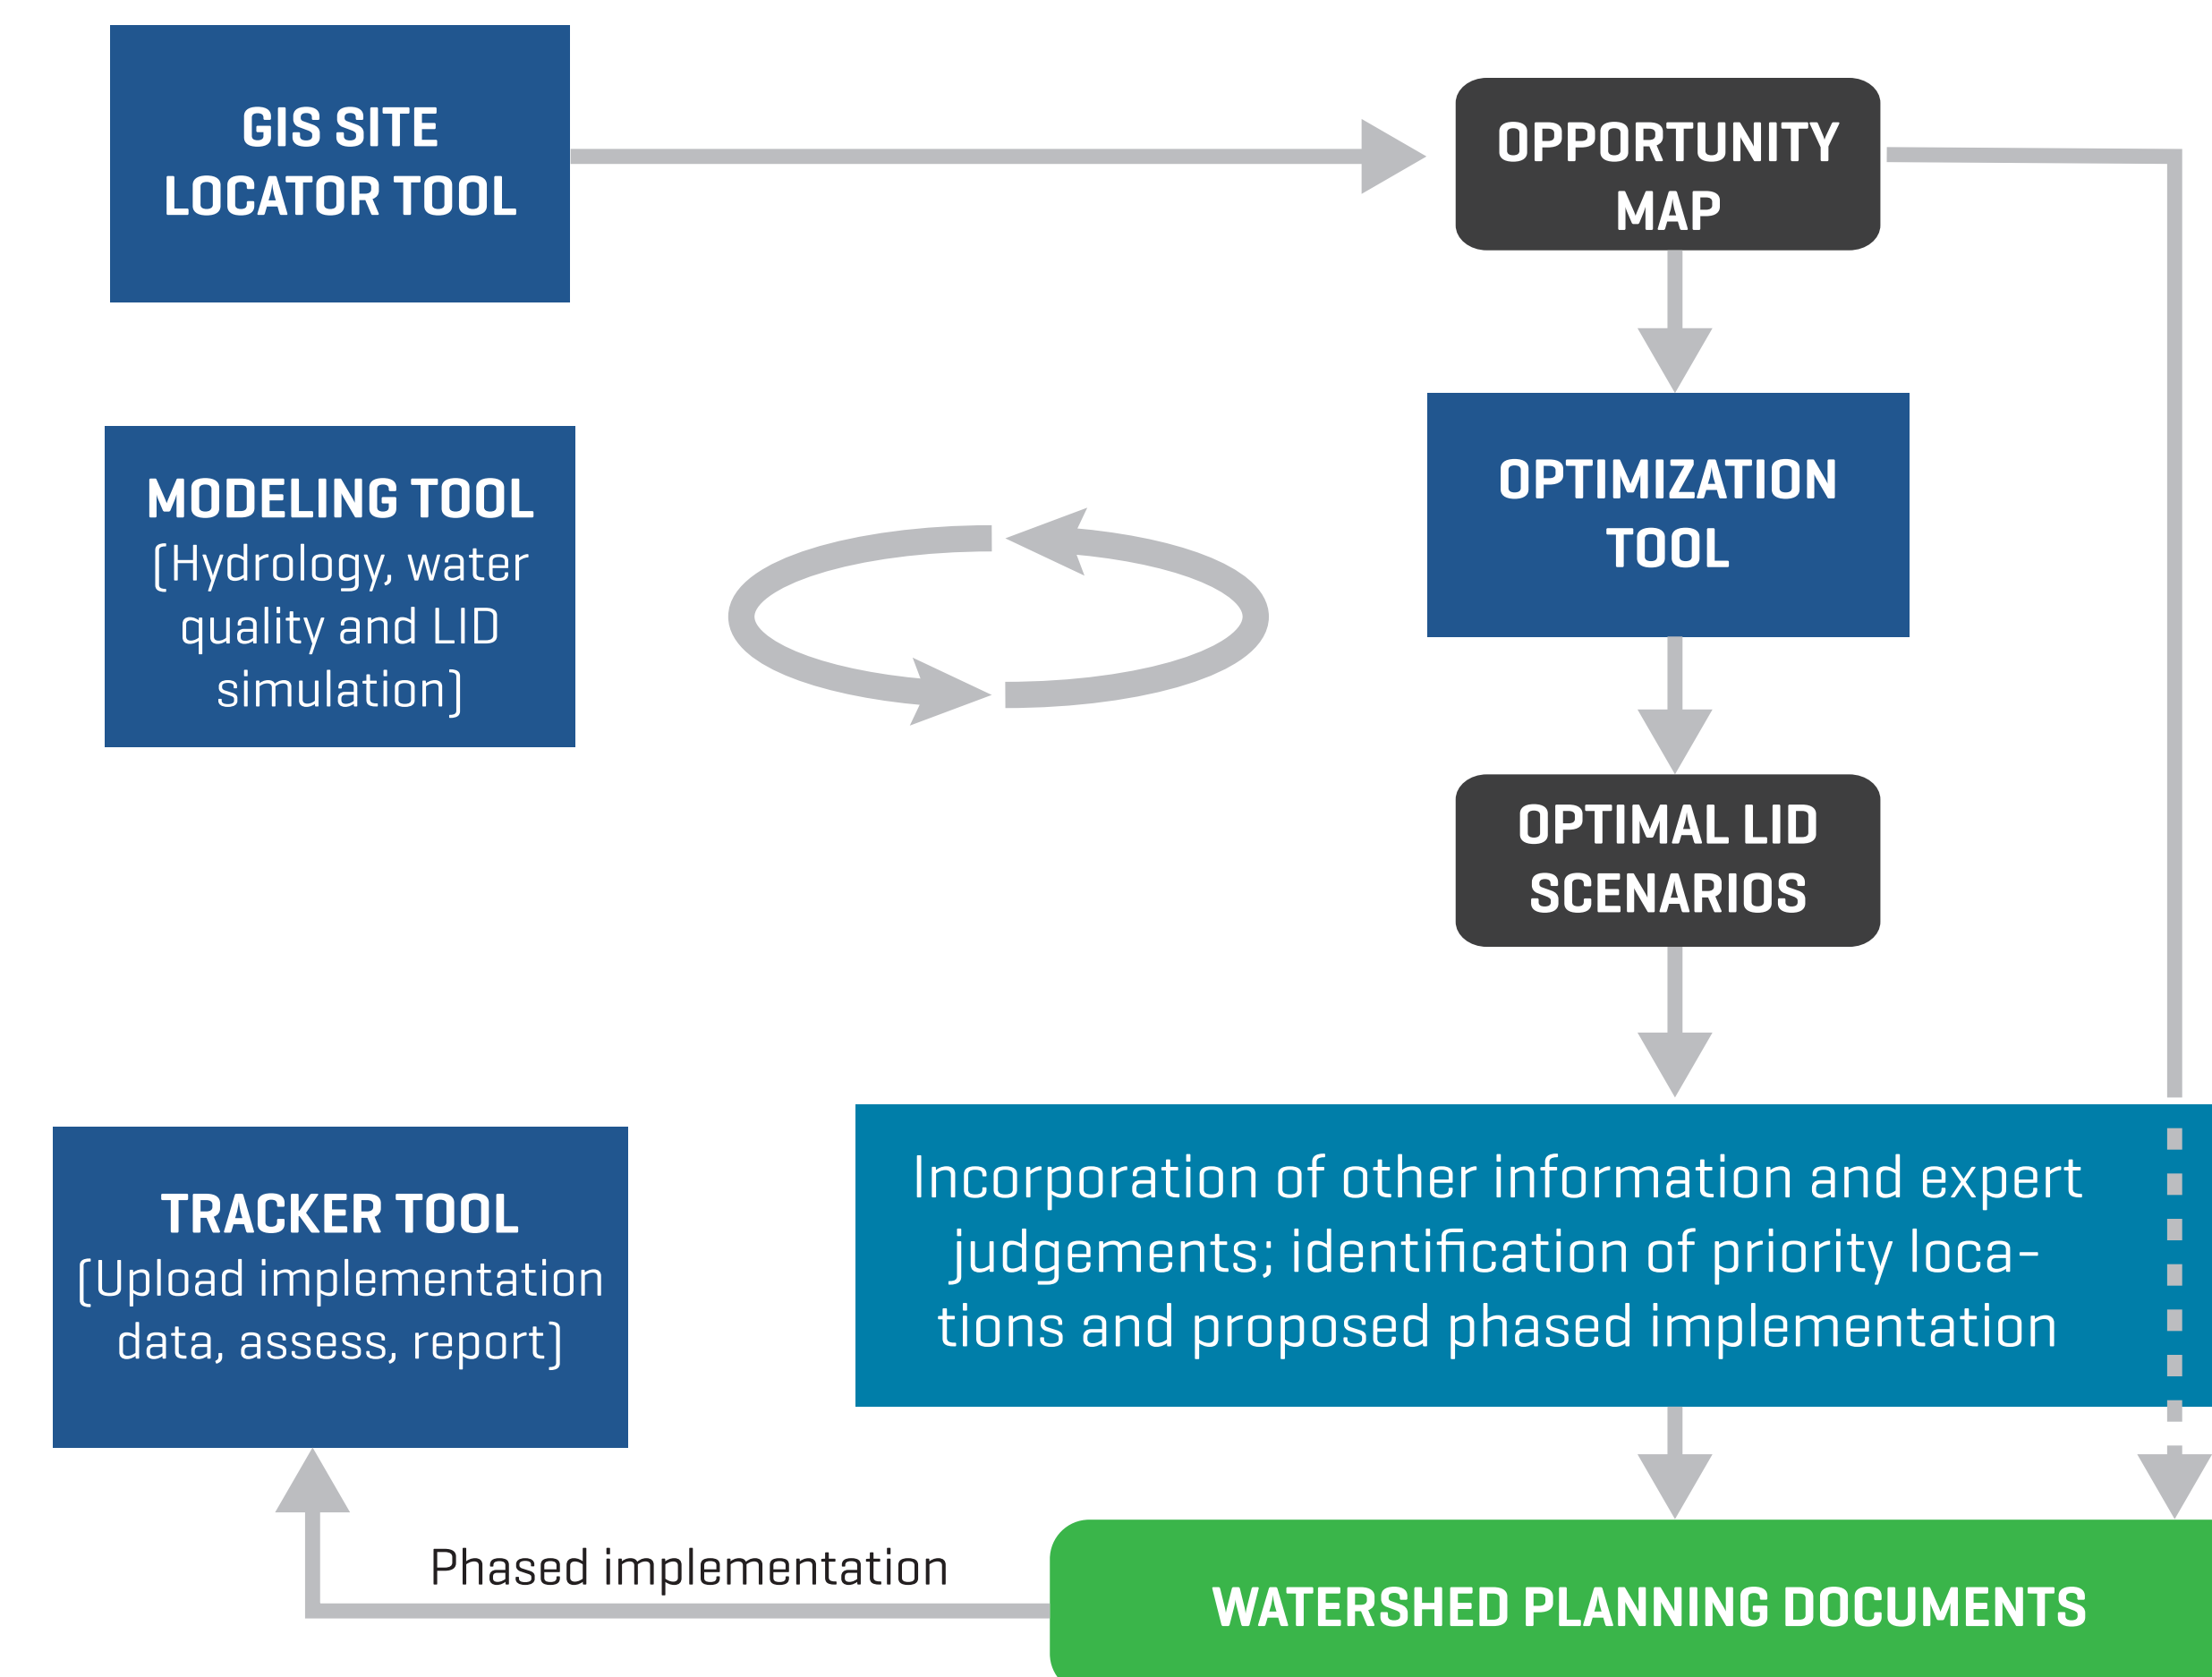 GIS SITE
LOCATOR TOOL
OPPORTUNITY
MAP
MODELING TOOL
(Hydrology, water
quality and LID
simulation)
OPTIMIZATION
TOOL
OPTIMAL LID
SCENARIOS
Incorporation of other information and expert
judgements; identification of priority loca-
tions and proposed phased implementation
TRACKER TOOL
(Upload implementation
data, assess, report)
Phased implementation
WATERSHED PLANNING DOCUMENTS